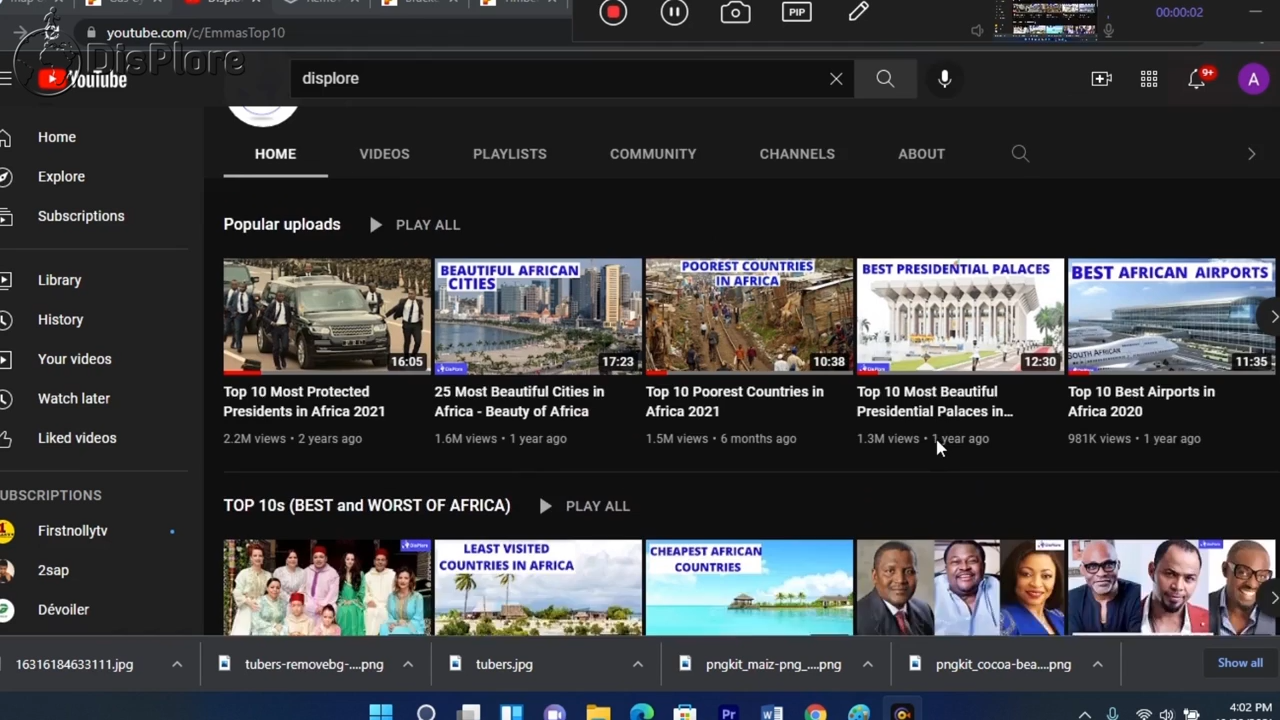 Displore
PIP
00:00:02
youtube.com/c/EmmasTop10
DisPlore
YouTube
displore
9+
A
Home
Explore
Subscriptions
Library
History
Your videos
Watch later
Liked videos
UBSCRIPTIONS
Firstnollytv
2sap
Dévoiler
HOME
VIDEOS
PLAYLISTS
COMMUNITY
CHANNELS
ABOUT
Popular uploads
PLAY ALL
16:05
Top 10 Most Protected
Presidents in Africa 2021
2.2M views • 2 years ago
BEAUTIFUL AFRICAN
CITIES
17:23
25 Most Beautiful Cities in
Africa - Beauty of Africa
1.6M views • 1 year ago
POOREST COUNTRIES
IN AFRICA
10:38
Top 10 Poorest Countries in
Africa 2021
1.5M views • 6 months ago
BEST PRESIDENTIAL PALACES
12:30
Top 10 Most Beautiful
Presidential Palaces in...
1.3M views • 1 year ago
BEST AFRICAN AIRPORTS
SOUTH AFRICAN
11:35
Top 10 Best Airports in
Africa 2020
981K views • 1 year ago
TOP 10s (BEST and WORST OF AFRICA)
PLAY ALL
LEAST VISITED
COUNTRIES IN AFRICA
CHEAPEST AFRICAN
COUNTRIES
16316184633111.jpg
tubers-removebg-....png
tubers.jpg
pngkit_maiz-png_....png
pngkit_cocoa-bea....png
Show all
Pr
4:02 PM